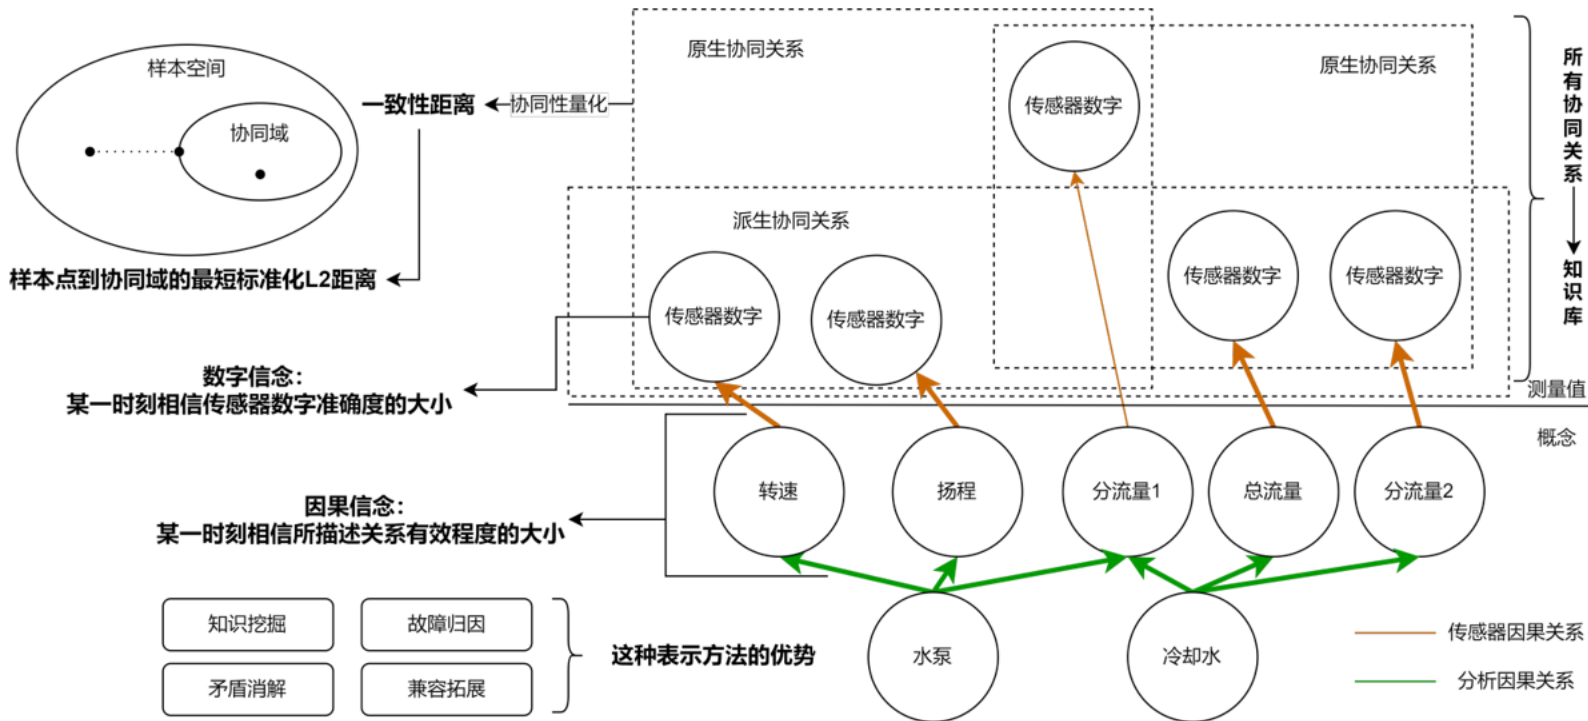 样本空间
协同域
一致性距离
协同性量化
样本点到协同域的最短标准化L2距离
原生协同关系
原生协同关系
传感器数字
派生协同关系
传感器数字
传感器数字
传感器数字
传感器数字
所有协同关系
知识库
测量值
概念
数字信念：
某一时刻相信传感器数字准确度的大小
因果信念：
某一时刻相信所描述关系有效程度的大小
转速
扬程
分流量1
总流量
分流量2
水泵
冷却水
知识挖掘
故障归因
矛盾消解
兼容拓展
这种表示方法的优势
传感器因果关系
分析因果关系